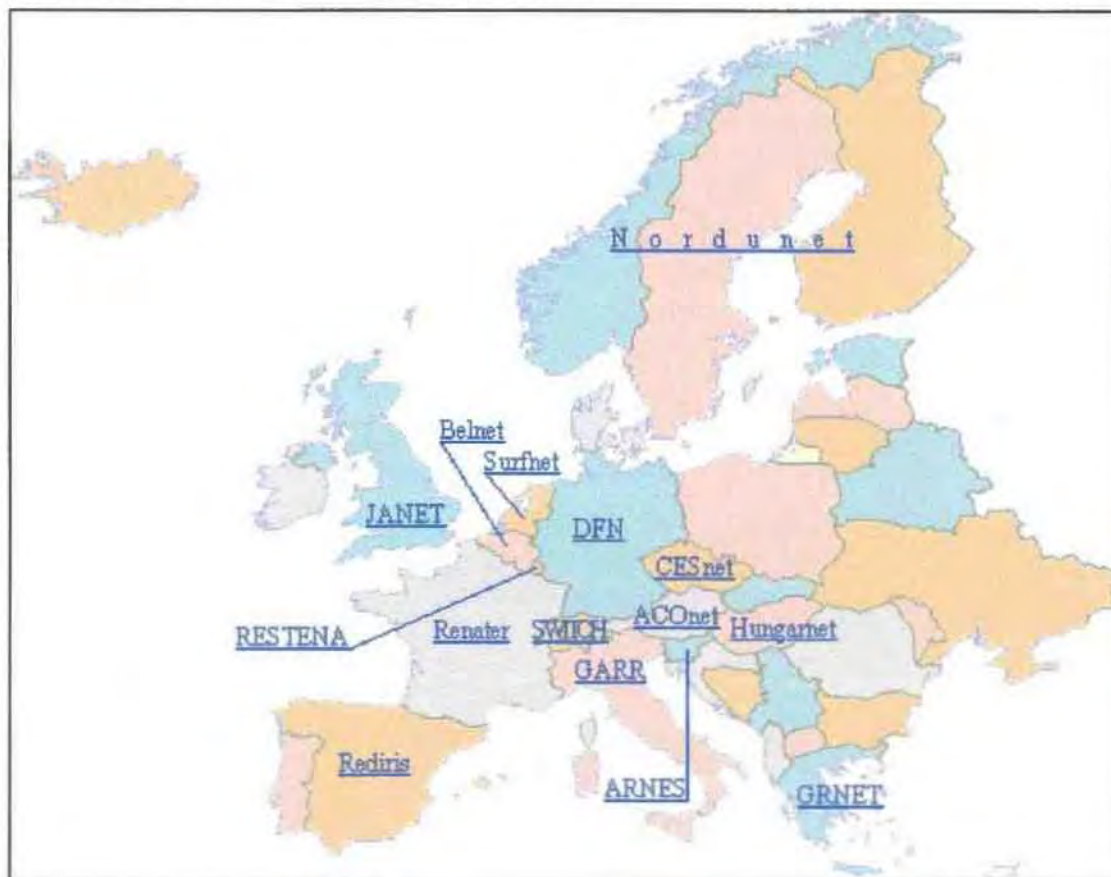 Nordunet
Belnet
Surfnet
JANET
DFN
CESnet
RESTENA
Renater
SWITCH
ACOnet
Hungarnet
GARR
Rediris
ARNES
GRNET